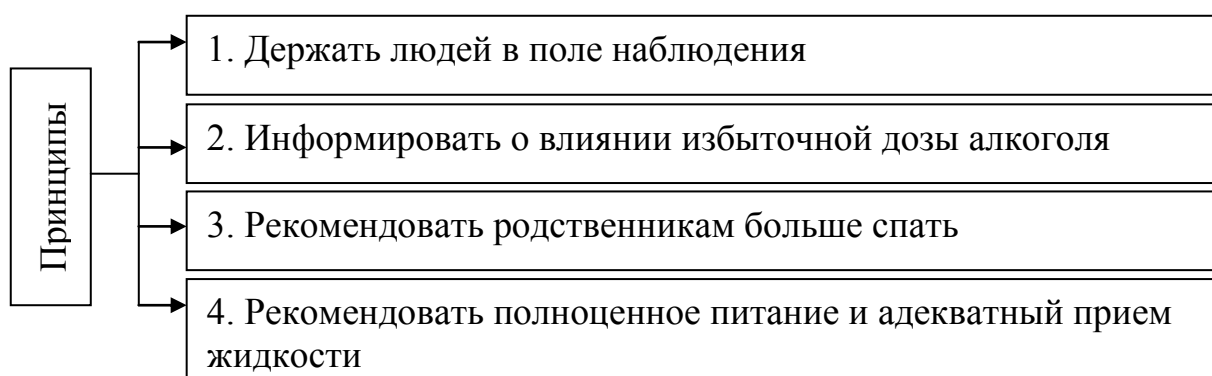 Принципы
1. Держать людей в поле наблюдения
2. Информировать о влиянии избыточной дозы алкоголя
3. Рекомендовать родственникам больше спать
4. Рекомендовать полноценное питание и адекватный прием
жидкости